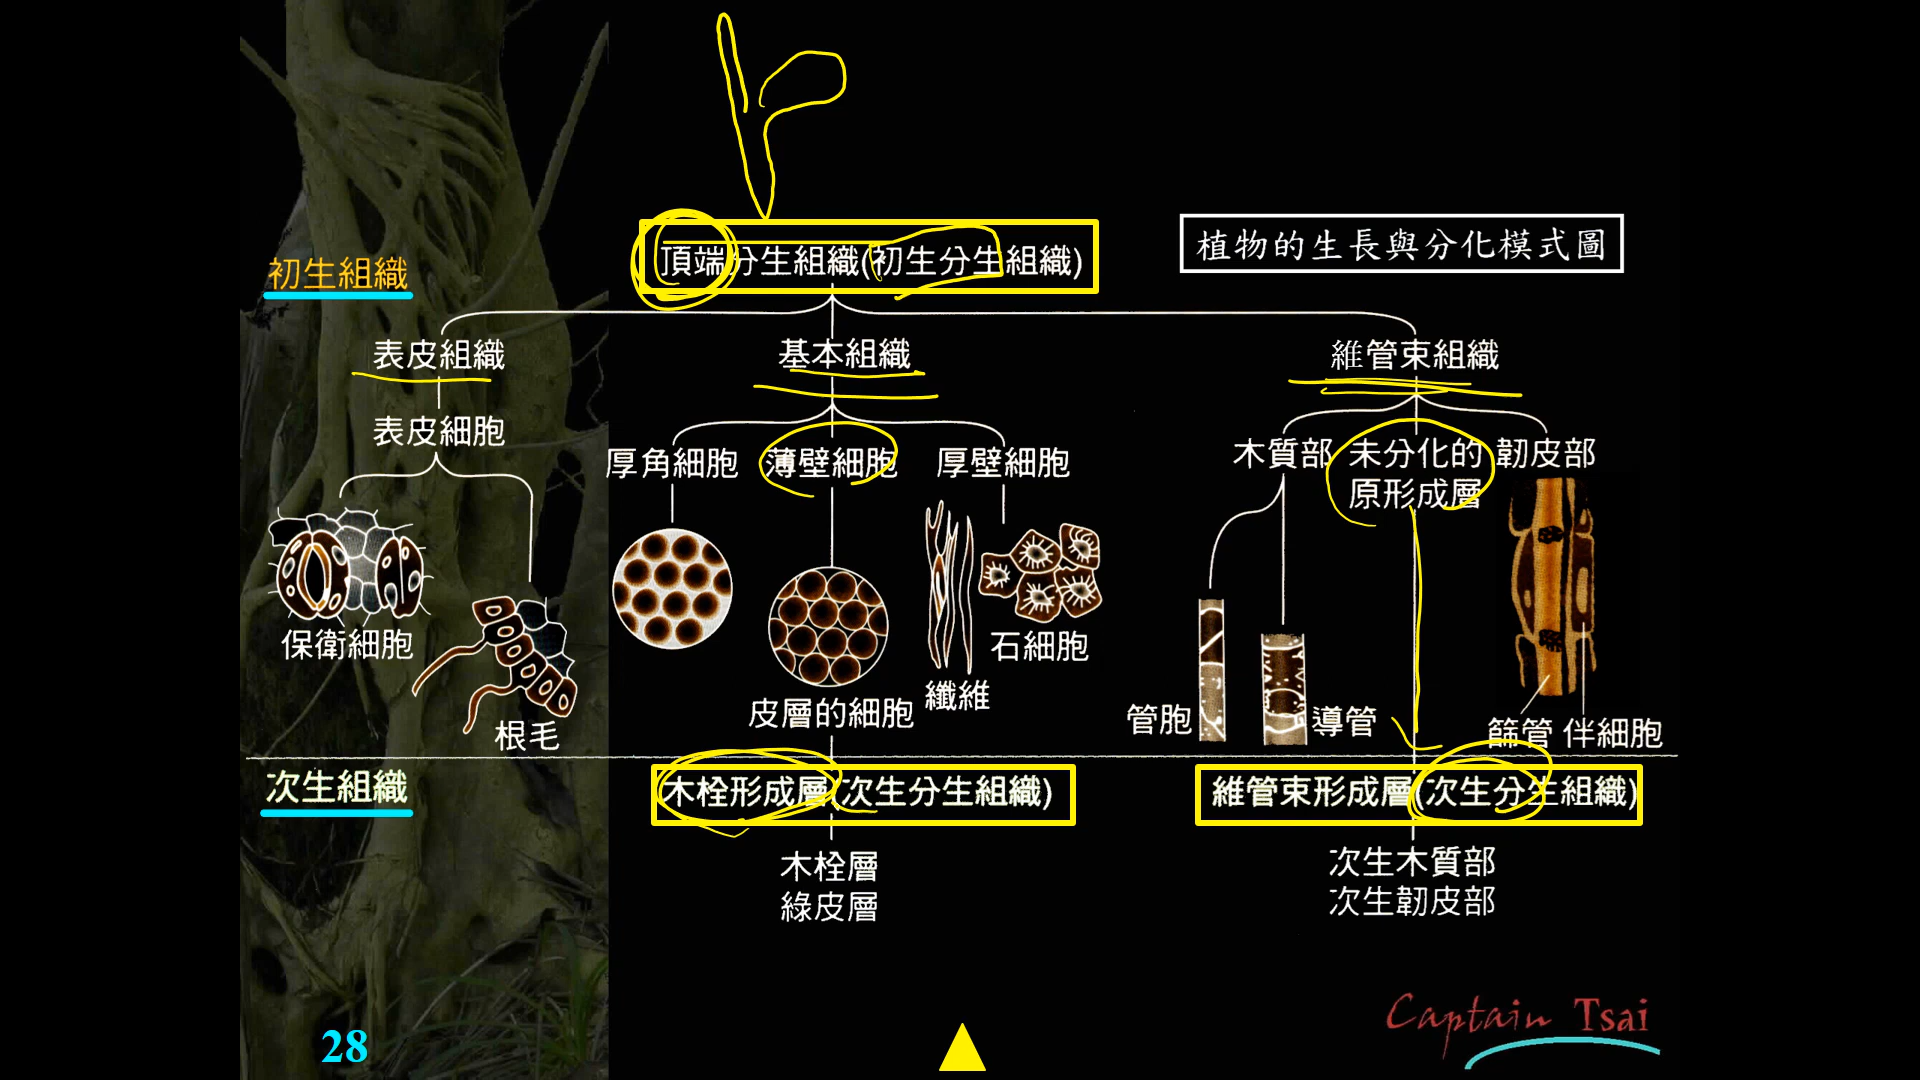 頂端分生組織(初生分生組織)
植物的生長與分化模式圖
初生組織
表皮組織
基本組織
維管束組織
表皮細胞
厚角細胞
薄壁細胞
厚壁細胞
木質部
未分化的
原形成層
韌皮部
保衛細胞
根毛
皮層的細胞
纖維
石細胞
管胞
導管
篩管
伴細胞
次生組織
木栓形成層(次生分生組織)
維管束形成層(次生分生組織)
木栓層
綠皮層
次生木質部
次生韌皮部
28
Captain Tsai